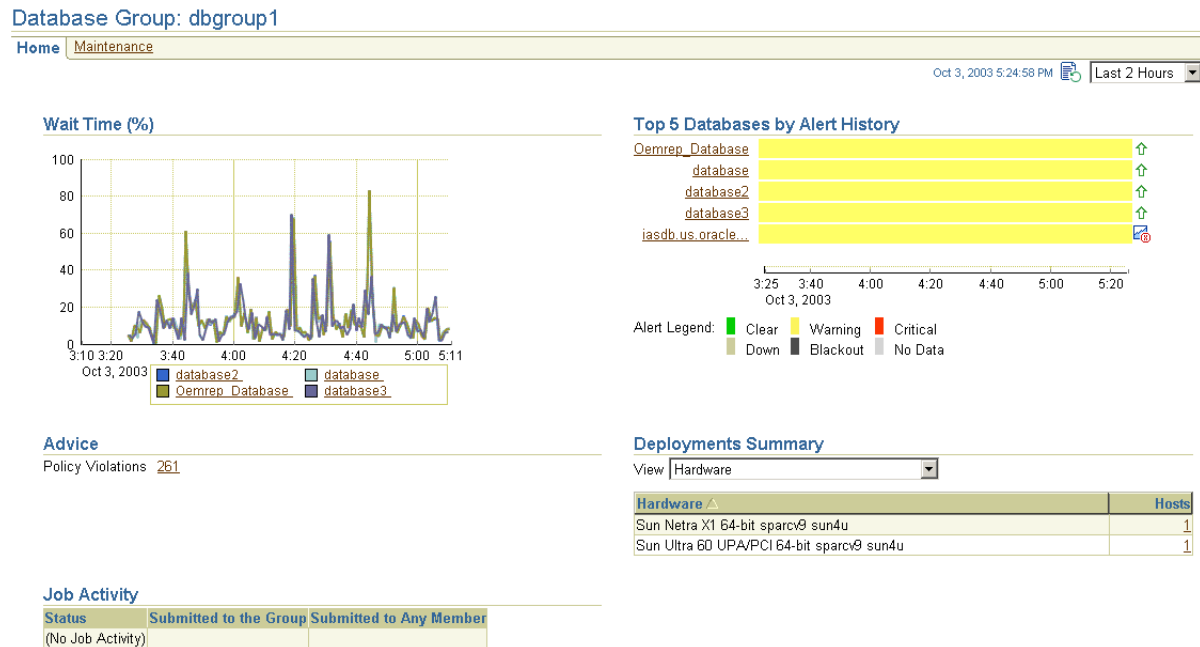 Database Group: dbgroup1
Home Maintenance
Oct 3, 2003 5:24:58 PM Last 2 Hours
Wait Time (%)
100
80
60
40
20
0
3:10 3:20 3:40 4:00 4:20 4:40 5:00 5:11
Oct 3, 2003
database2 database
Oemrep_Database database3
Top 5 Databases by Alert History
Oemrep_Database
database
database2
database3
iasdb.us.oracle...
3:25 3:40 4:00 4:20 4:40 5:00 5:20
Oct 3, 2003
Alert Legend: Clear Warning Critical
Down Blackout No Data
Advice
Policy Violations 261
Deployments Summary
View Hardware
Hardware Hosts
Sun Netra X1 64-bit sparcv9 sun4u 1
Sun Ultra 60 UPA/PCI 64-bit sparcv9 sun4u 1
Job Activity
Status Submitted to the Group Submitted to Any Member
(No Job Activity)